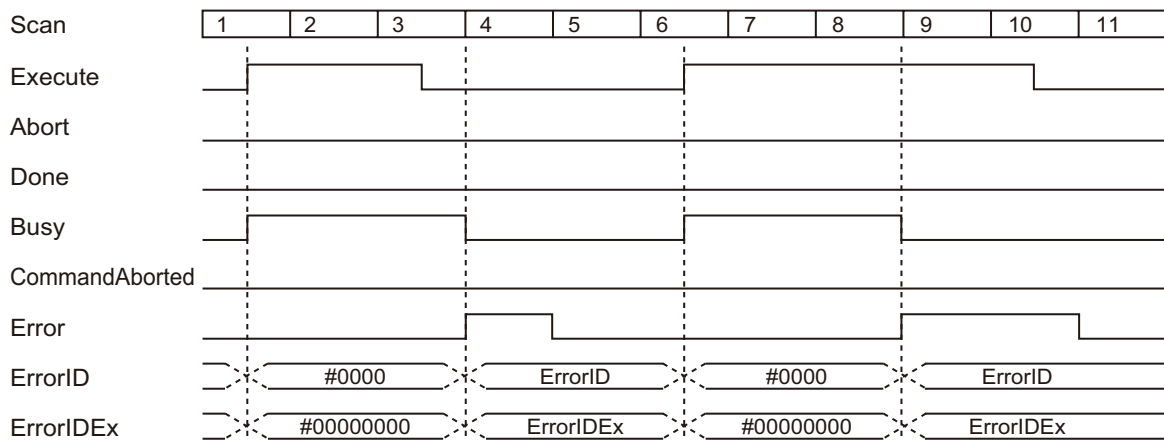 Scan 1 2 3 4 5 6 7 8 9 10 11
Execute
Abort
Done
Busy
CommandAborted
Error
ErrorID #0000 ErrorID #0000 ErrorID
ErrorIDEx #00000000 ErrorIDEx #00000000 ErrorIDEx